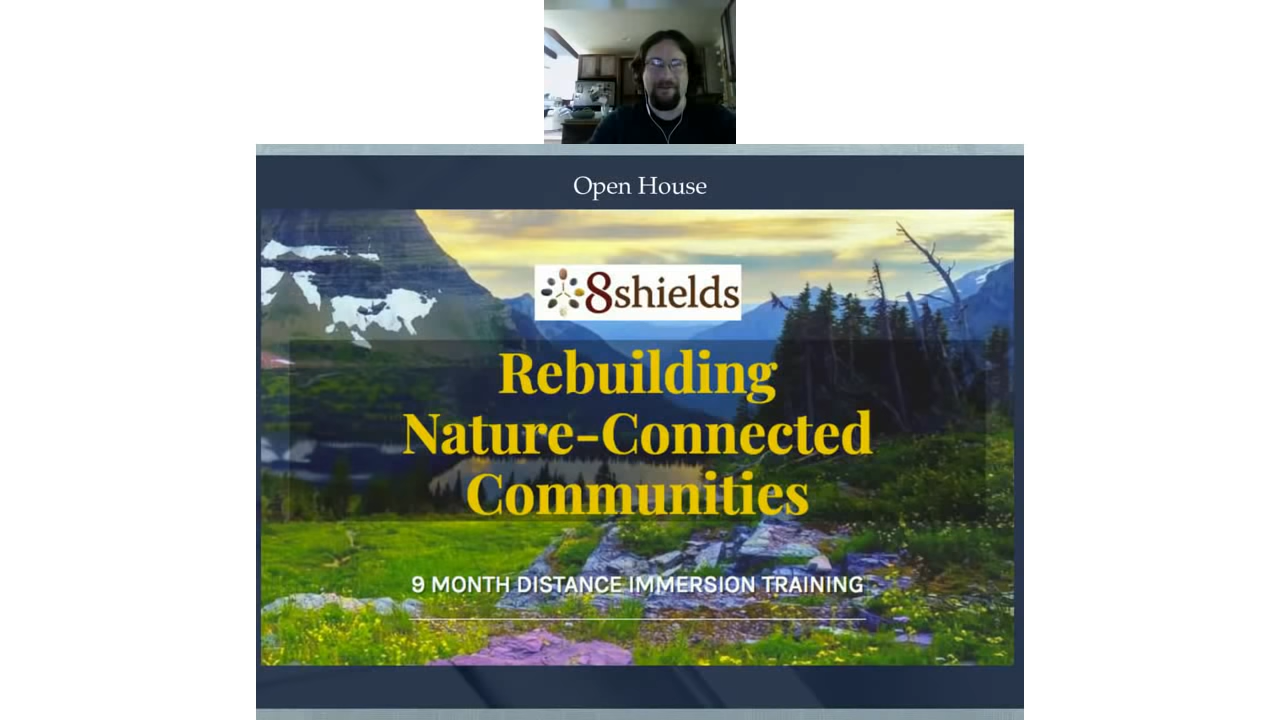 Open House
8shields
Rebuilding
Nature-Connected
Communities
9 MONTH DISTANCE IMMERSION TRAINING